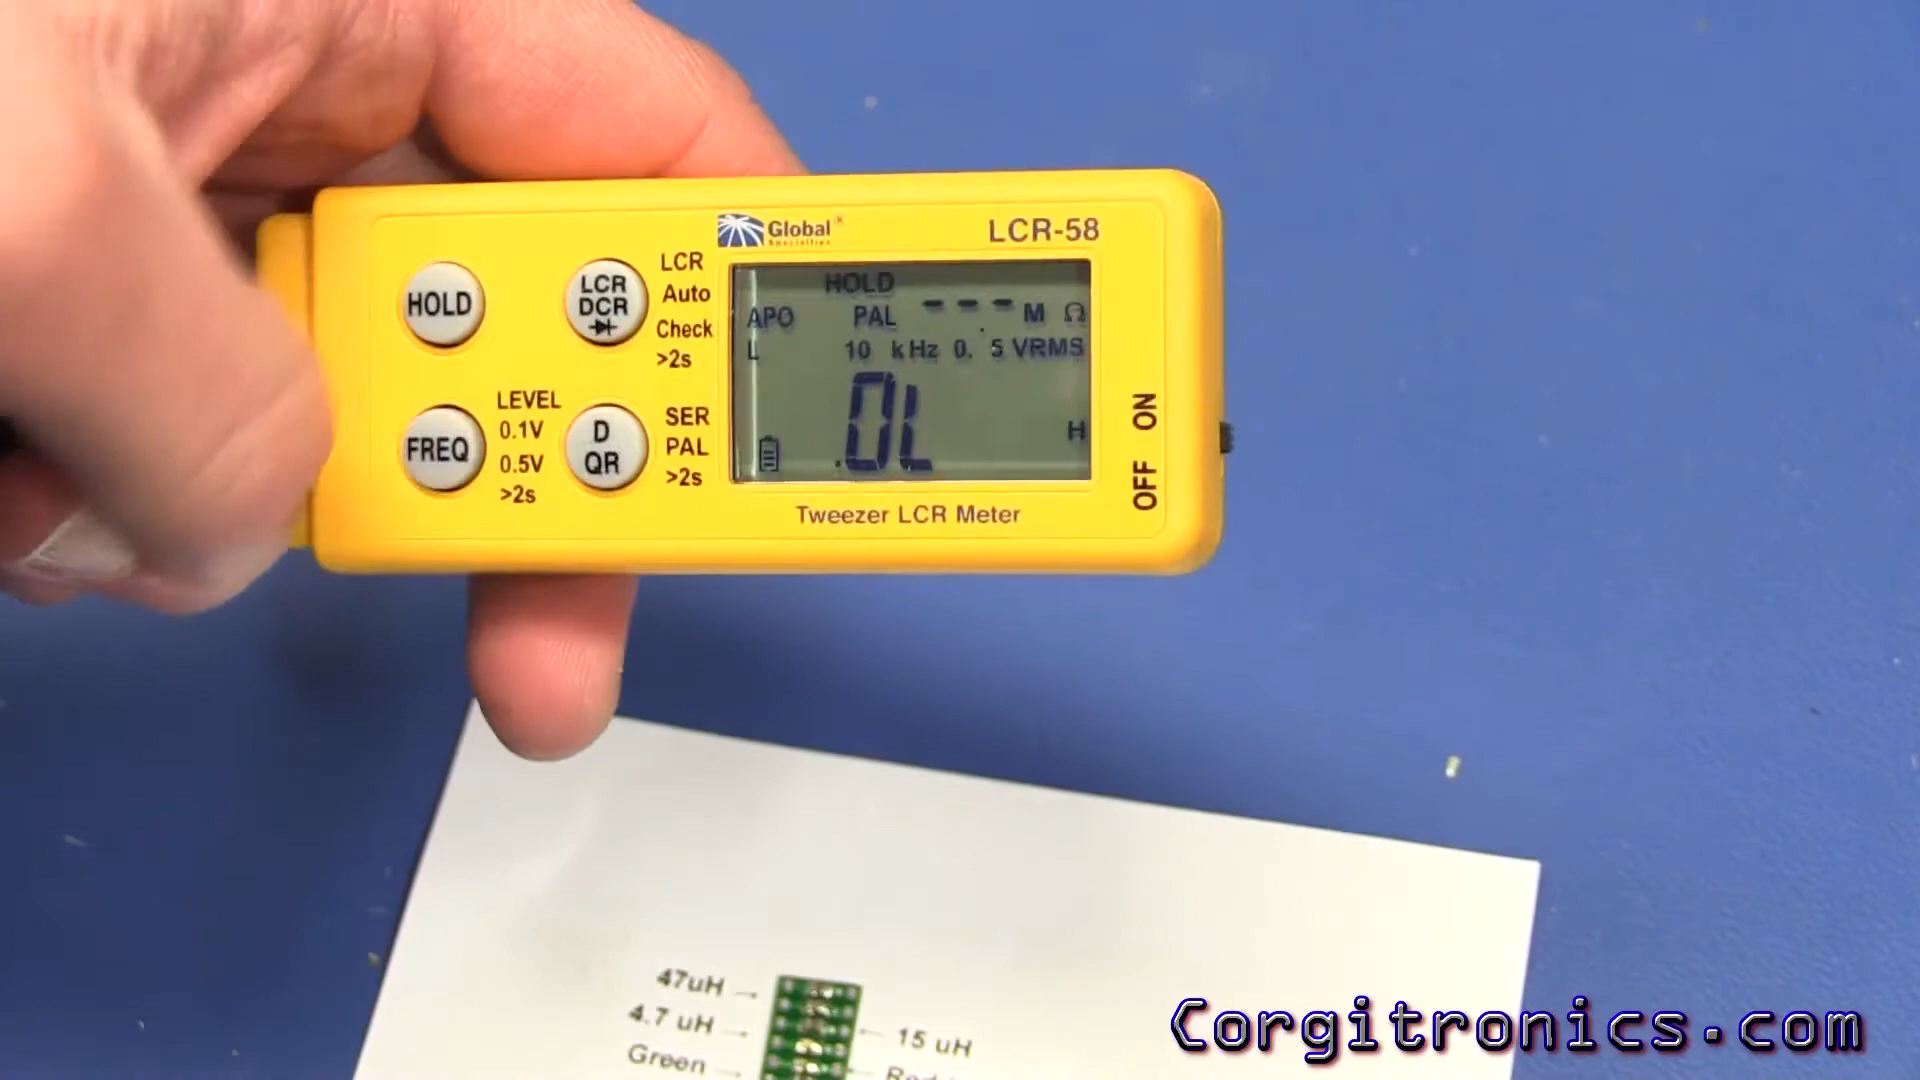 Global®
Specialties
LCR-58
HOLD
LCR
DCR
LCR
Auto
Check
>2s
FREQ
LEVEL
0.1V
0.5V
>2s
D
QR
SER
PAL
>2s
HOLD
APO PAL --- M Ω
L 10 kHz 0.5 VRMS
.OL H
OFF ON
Tweezer LCR Meter
47uH
4.7 uH
15 uH
Green
Corgitronics.com